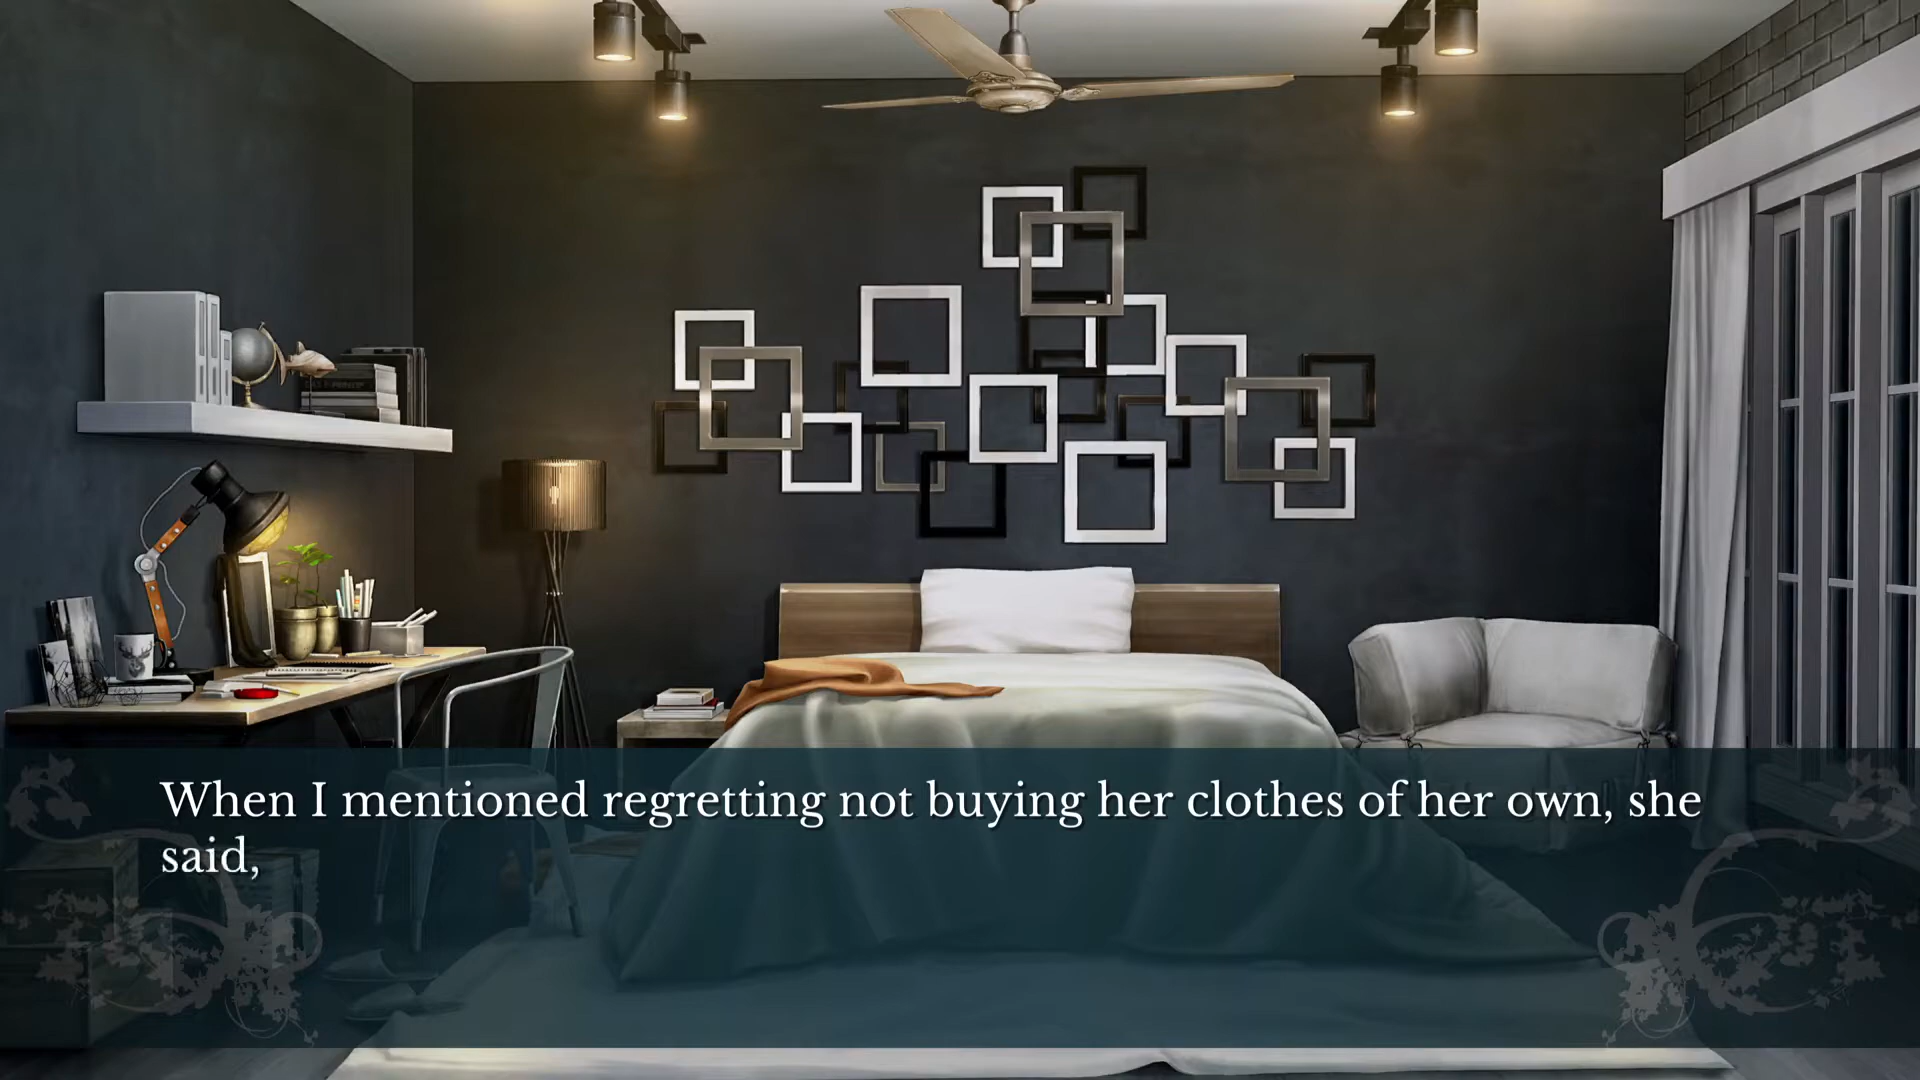 When I mentioned regretting not buying her clothes of her own, she
said,